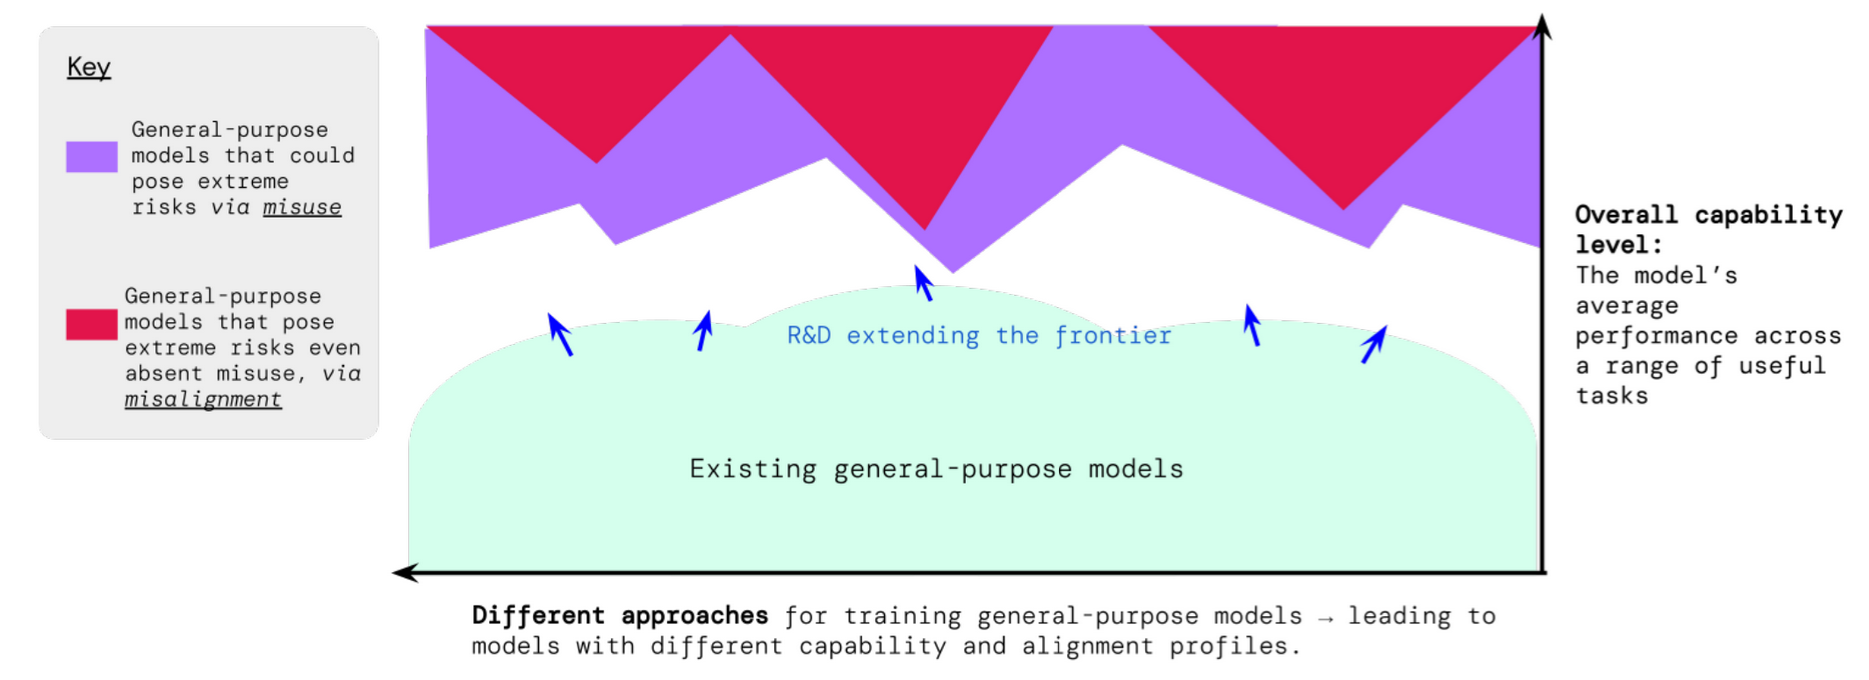 Key
General-purpose
models that could
pose extreme
risks via misuse
General-purpose
models that pose
extreme risks even
absent misuse, via
misalignment
R&D extending the frontier
Existing general-purpose models
Overall capability
level:
The model’s
average
performance across
a range of useful
tasks
Different approaches for training general-purpose models → leading to
models with different capability and alignment profiles.